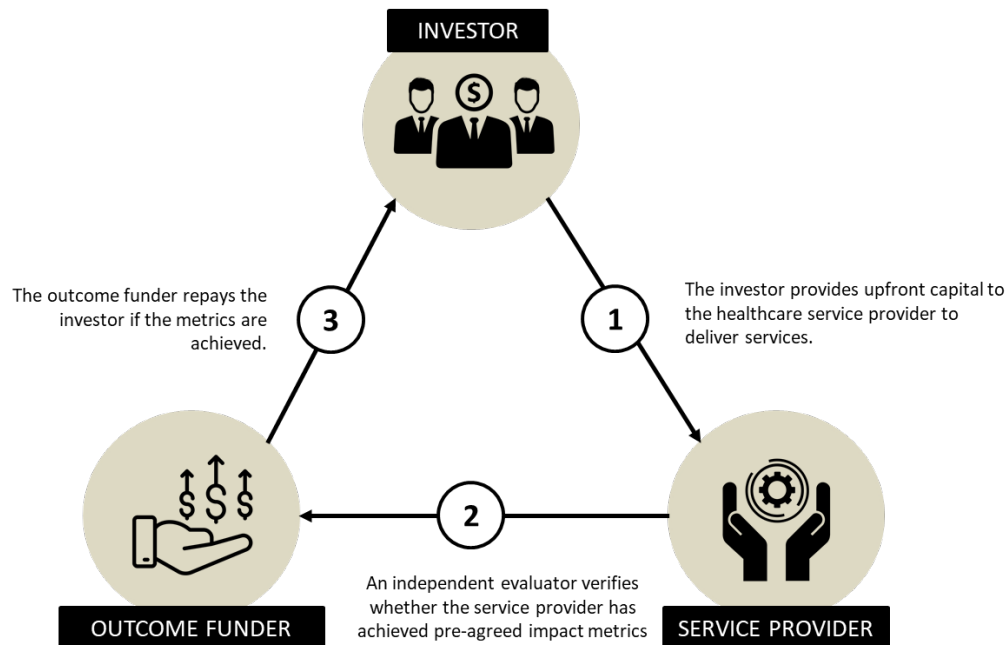 INVESTOR
The investor provides upfront capital to
the healthcare service provider to
deliver services.
1
The outcome funder repays the
investor if the metrics are
achieved.
3
2
An independent evaluator verifies
whether the service provider has
achieved pre-agreed impact metrics
OUTCOME FUNDER
SERVICE PROVIDER
$
$
$
$